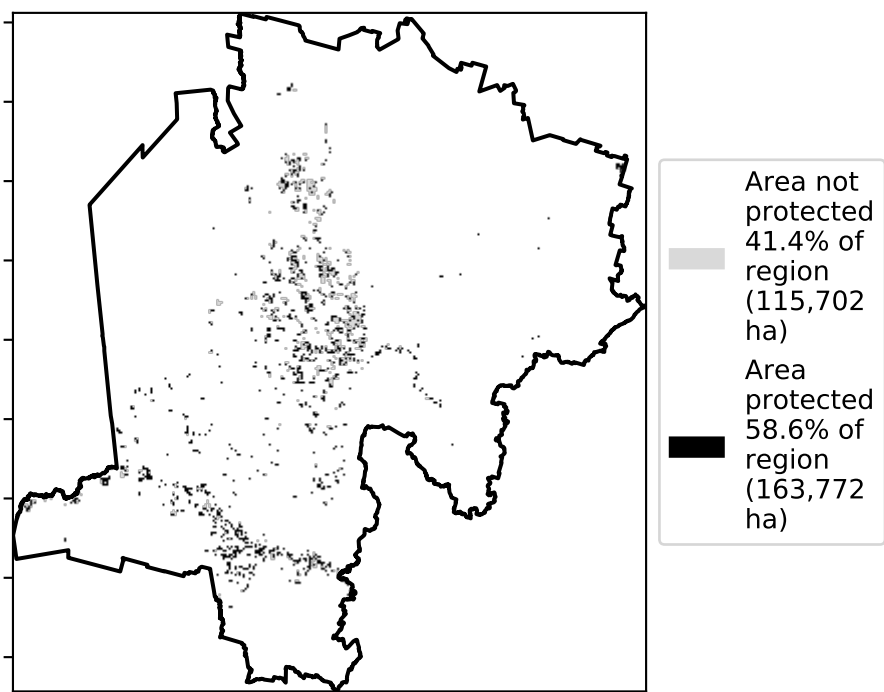 Area not
protected
41.4% of
region
(115,702
ha)
Area
protected
58.6% of
region
(163,772
ha)